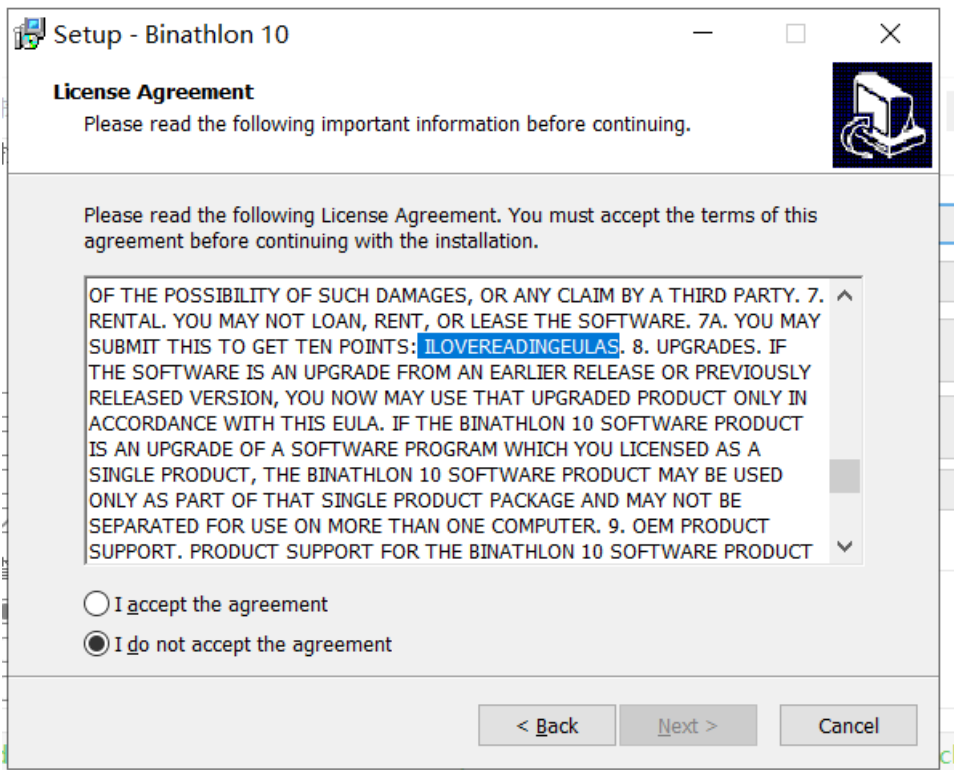 Setup - Binathlon 10
License Agreement
Please read the following important information before continuing.
Please read the following License Agreement. You must accept the terms of this
agreement before continuing with the installation.
OF THE POSSIBILITY OF SUCH DAMAGES, OR ANY CLAIM BY A THIRD PARTY. 7.
RENTAL. YOU MAY NOT LOAN, RENT, OR LEASE THE SOFTWARE. 7A. YOU MAY
SUBMIT THIS TO GET TEN POINTS: ILOVEREADINGEULAS. 8. UPGRADES. IF
THE SOFTWARE IS AN UPGRADE FROM AN EARLIER RELEASE OR PREVIOUSLY
RELEASED VERSION, YOU NOW MAY USE THAT UPGRADED PRODUCT ONLY IN
ACCORDANCE WITH THIS EULA. IF THE BINATHLON 10 SOFTWARE PRODUCT
IS AN UPGRADE OF A SOFTWARE PROGRAM WHICH YOU LICENSED AS A
SINGLE PRODUCT, THE BINATHLON 10 SOFTWARE PRODUCT MAY BE USED
ONLY AS PART OF THAT SINGLE PRODUCT PACKAGE AND MAY NOT BE
SEPARATED FOR USE ON MORE THAN ONE COMPUTER. 9. OEM PRODUCT
SUPPORT. PRODUCT SUPPORT FOR THE BINATHLON 10 SOFTWARE PRODUCT
I accept the agreement
I do not accept the agreement
< Back
Next >
Cancel